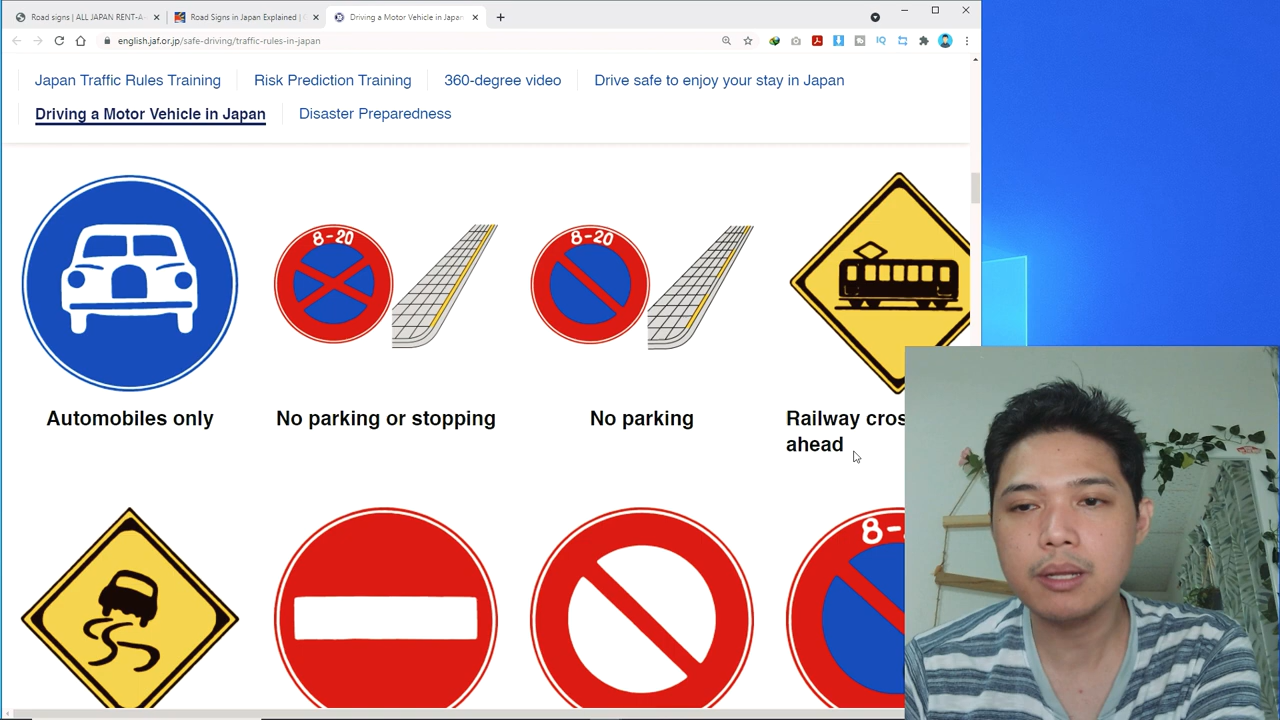 Road signs | ALL JAPAN RENT-A-
Road Signs in Japan Explained |
Driving a Motor Vehicle in Japan
english.jaf.or.jp/safe-driving/traffic-rules-in-japan
IQ
Japan Traffic Rules Training
Risk Prediction Training
360-degree video
Drive safe to enjoy your stay in Japan
Driving a Motor Vehicle in Japan
Disaster Preparedness
8-20
8-20
Automobiles only
No parking or stopping
No parking
Railway cros
ahead
8-